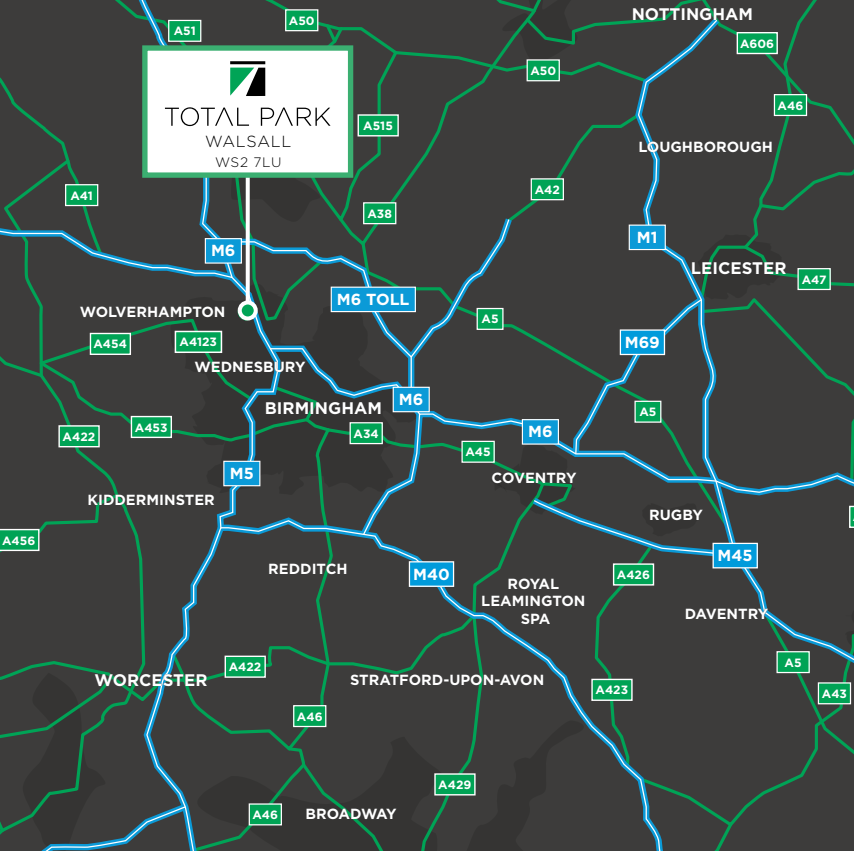 NOTTINGHAM
A50
A51
A606
A50
A46
TOTAL PARK
WALSALL
WS2 7LU
A515
LOUGHBOROUGH
A42
A41
A38
M1
M6
LEICESTER
A47
M6 TOLL
WOLVERHAMPTON
A5
A454
A4123
M69
WEDNESBURY
M6
BIRMINGHAM
A5
A453
A422
A34
M6
A45
M5
COVENTRY
KIDDERMINSTER
RUGBY
A456
M45
REDDITCH
M40
A426
ROYAL
LEAMINGTON
SPA
DAVENTRY
A422
A5
WORCESTER
STRATFORD-UPON-AVON
A423
A43
A46
A429
A46
BROADWAY